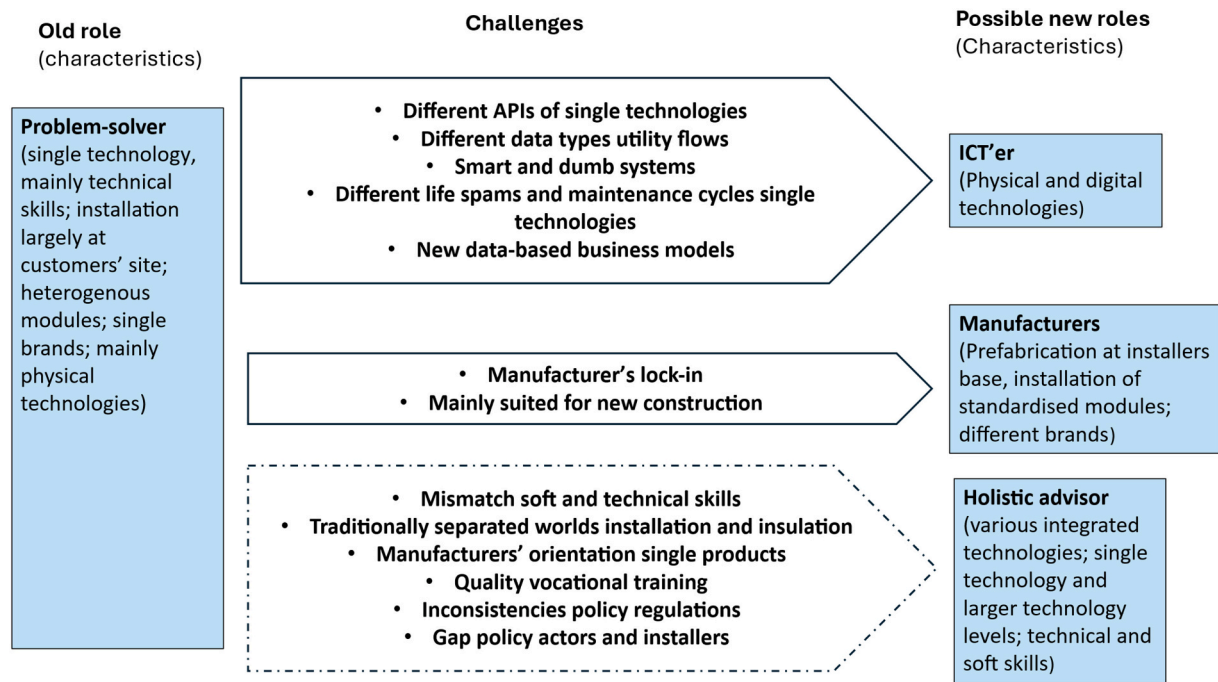 Old role
(characteristics)
Challenges
Possible new roles
(Characteristics)
Problem-solver
(single technology,
mainly technical
skills; installation
largely at
customers’ site;
heterogenous
modules; single
brands; mainly
physical
technologies)
• Different APIs of single technologies
• Different data types utility flows
• Smart and dumb systems
• Different life spams and maintenance cycles single
technologies
• New data-based business models
ICT’er
(Physical and digital
technologies)
• Manufacturer’s lock-in
• Mainly suited for new construction
Manufacturers
(Prefabrication at installers
base, installation of
standardised modules;
different brands)
• Mismatch soft and technical skills
• Traditionally separated worlds installation and insulation
• Manufacturers’ orientation single products
• Quality vocational training
• Inconsistencies policy regulations
• Gap policy actors and installers
Holistic advisor
(various integrated
technologies; single
technology and
larger technology
levels; technical and
soft skills)